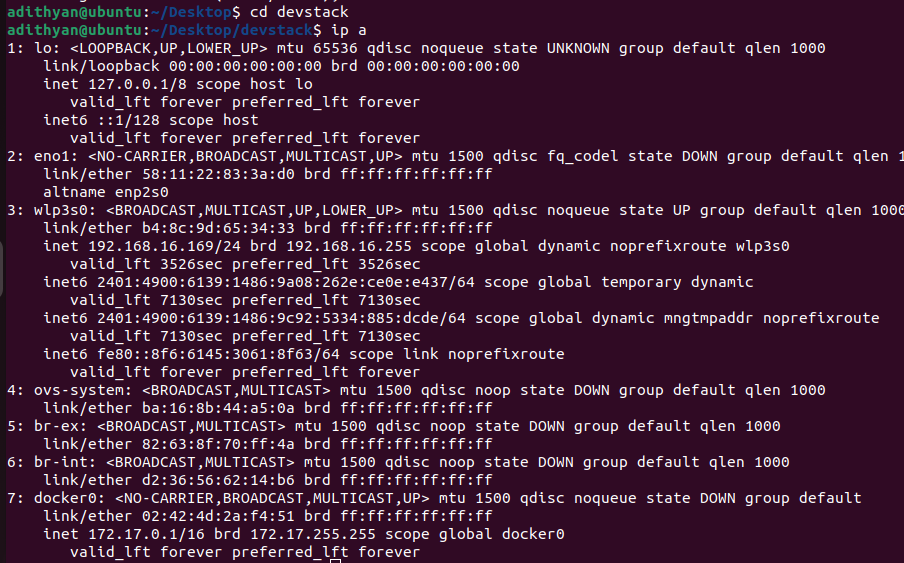 adithyan@ubuntu:~/Desktop$ cd devstack
adithyan@ubuntu:~/Desktop/devstack$ ip a
1: lo: <LOOPBACK,UP,LOWER_UP> mtu 65536 qdisc noqueue state UNKNOWN group default qlen 1000
    link/loopback 00:00:00:00:00:00 brd 00:00:00:00:00:00
    inet 127.0.0.1/8 scope host lo
       valid_lft forever preferred_lft forever
    inet6 ::1/128 scope host
       valid_lft forever preferred_lft forever
2: eno1: <NO-CARRIER,BROADCAST,MULTICAST,UP> mtu 1500 qdisc fq_codel state DOWN group default qlen 1
    link/ether 58:11:22:83:3a:d0 brd ff:ff:ff:ff:ff:ff
    altname enp2s0
3: wlp3s0: <BROADCAST,MULTICAST,UP,LOWER_UP> mtu 1500 qdisc noqueue state UP group default qlen 1000
    link/ether b4:8c:9d:65:34:33 brd ff:ff:ff:ff:ff:ff
    inet 192.168.16.169/24 brd 192.168.16.255 scope global dynamic noprefixroute wlp3s0
       valid_lft 3526sec preferred_lft 3526sec
    inet6 2401:4900:6139:1486:9a08:262e:ce0e:e437/64 scope global temporary dynamic
       valid_lft 7130sec preferred_lft 7130sec
    inet6 2401:4900:6139:1486:9c92:5334:885:dcde/64 scope global dynamic mngtmpaddr noprefixroute
       valid_lft 7130sec preferred_lft 7130sec
    inet6 fe80::8f6:6145:3061:8f63/64 scope link noprefixroute
       valid_lft forever preferred_lft forever
4: ovs-system: <BROADCAST,MULTICAST> mtu 1500 qdisc noop state DOWN group default qlen 1000
    link/ether ba:16:8b:44:a5:0a brd ff:ff:ff:ff:ff:ff
5: br-ex: <BROADCAST,MULTICAST> mtu 1500 qdisc noop state DOWN group default qlen 1000
    link/ether 82:63:8f:70:ff:4a brd ff:ff:ff:ff:ff:ff
6: br-int: <BROADCAST,MULTICAST> mtu 1500 qdisc noop state DOWN group default qlen 1000
    link/ether d2:36:56:62:14:b6 brd ff:ff:ff:ff:ff:ff
7: docker0: <NO-CARRIER,BROADCAST,MULTICAST,UP> mtu 1500 qdisc noqueue state DOWN group default
    link/ether 02:42:4d:2a:f4:51 brd ff:ff:ff:ff:ff:ff
    inet 172.17.0.1/16 brd 172.17.255.255 scope global docker0
       valid_lft forever preferred_lft forever